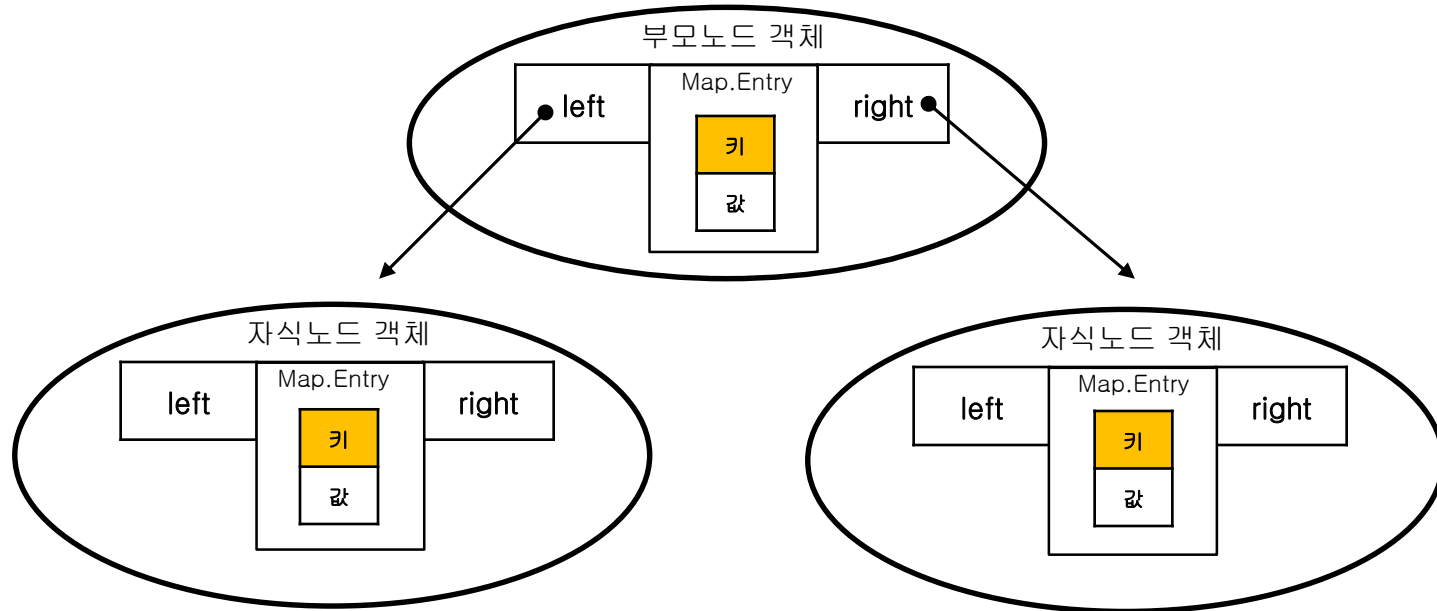 부모노드 객체
left
Map.Entry
right
키
값
자식노드 객체
left
Map.Entry
right
키
값
자식노드 객체
left
Map.Entry
right
키
값